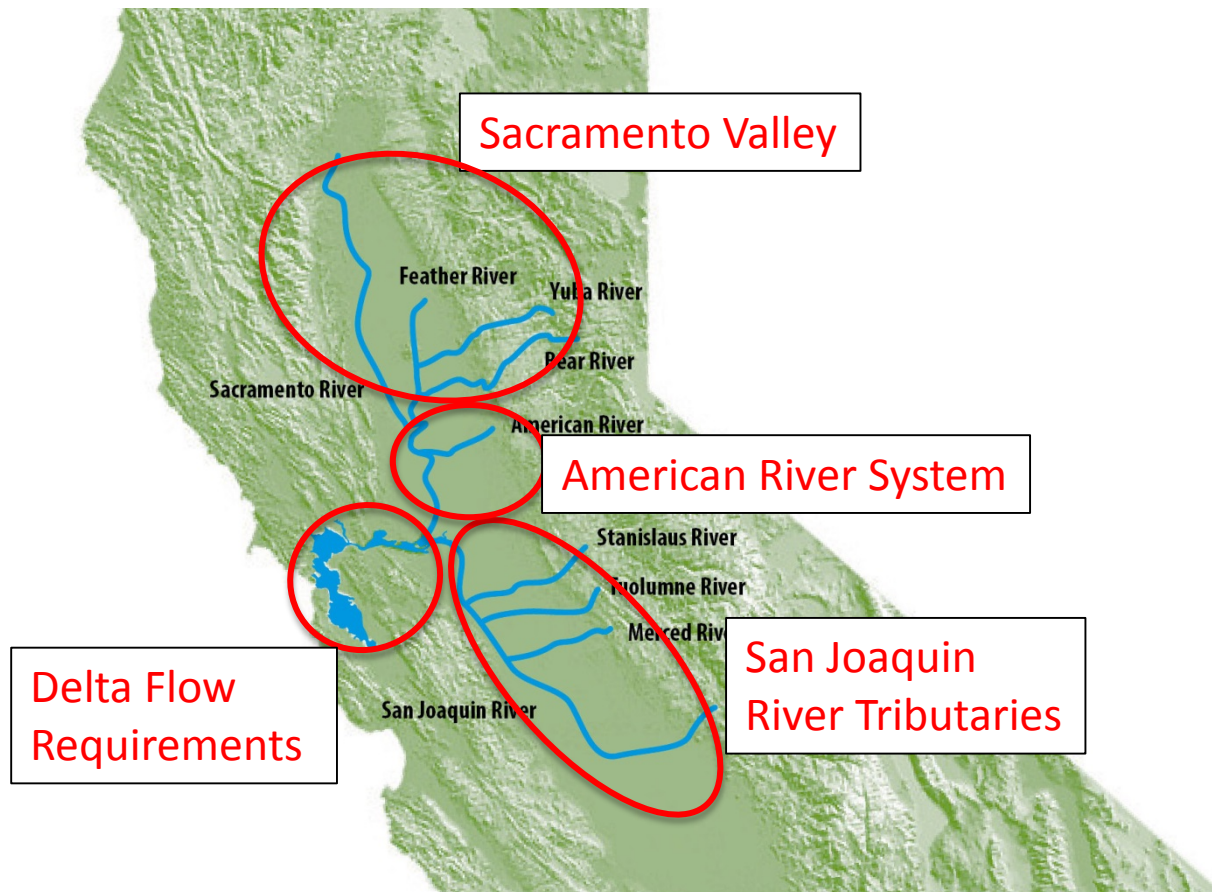 Sacramento Valley
Feather River
Yuba River
Bear River
Sacramento River
American River
American River System
Stanislaus River
Tuolumne River
Merced Rive
San Joaquin
River Tributaries
Delta Flow
Requirements
San Joaquin River